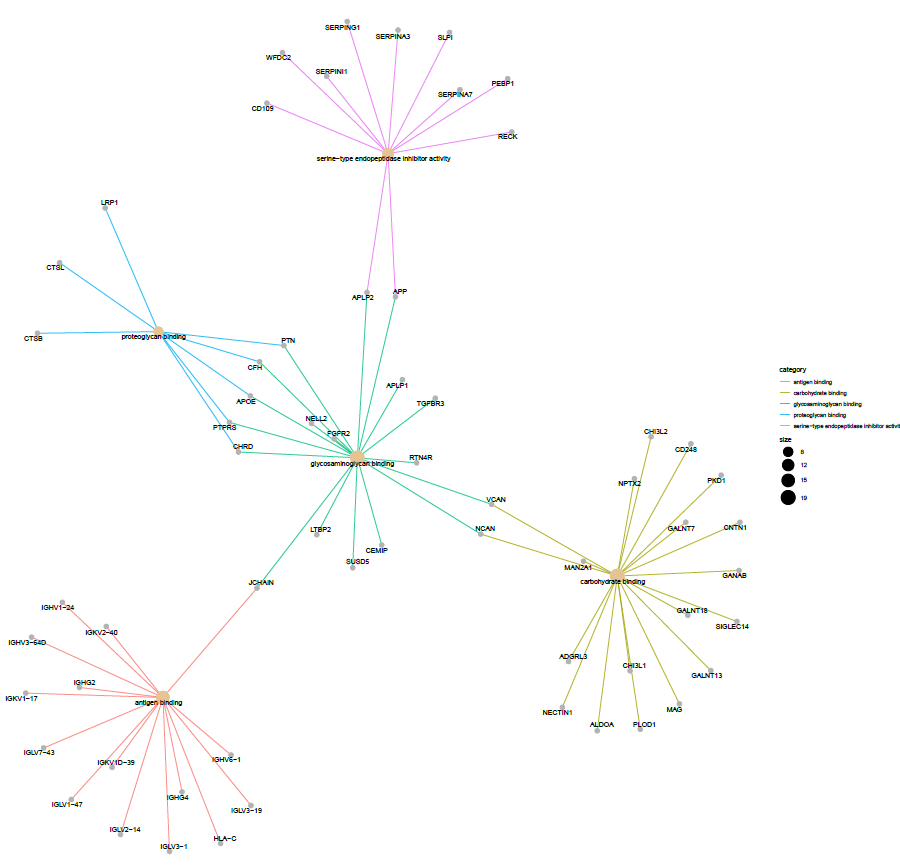 SERPING1
SERPINA3
SLPI
WFDC2
SERPINI1
PEBP1
SERPINA7
CD109
RECK
serine−type endopeptidase inhibitor activity
LRP1
CTSL
APLP2
APP
CTSB
proteoglycan binding
PTN
CFH
APLP1
APOE
TGFBR3
NELL2
PTPRS
FGFR2
CHRD
glycosaminoglycan binding
RTN4R
category
antigen binding
carbohydrate binding
glycosaminoglycan binding
proteoglycan binding
serine−type endopeptidase inhibitor activit
size
8
12
15
19
CHI3L2
CD248
NPTX2
PKD1
VCAN
LTBP2
NCAN
GALNT7
CNTN1
CEMIP
SUSD5
MAN2A1
GANAB
JCHAIN
carbohydrate binding
IGHV1−24
GALNT18
SIGLEC14
IGKV2−40
IGHV3−64D
ADGRL3
CHI3L1
GALNT13
IGHG2
IGKV1−17
antigen binding
NECTIN1
MAG
ALDOA
PLOD1
IGLV7−43
IGKV1D−39
IGHV6−1
IGHG4
IGLV1−47
IGLV3−19
IGLV2−14
HLA−C
IGLV3−1